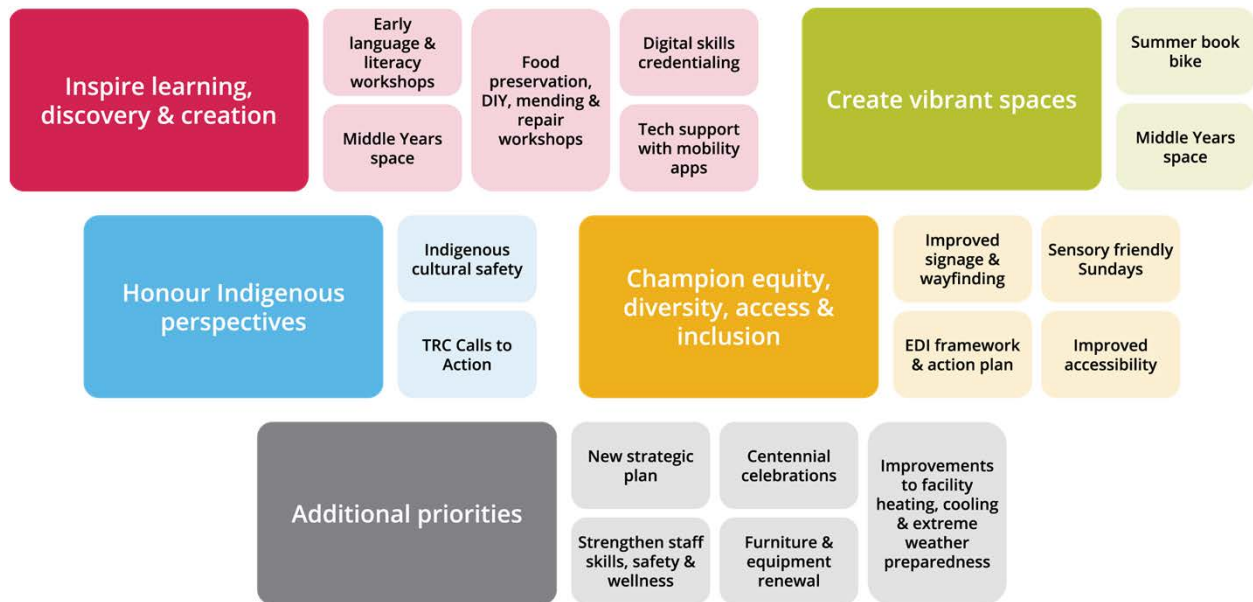 Inspire learning,
discovery & creation
Early
language &
literacy
workshops
Middle Years
space
Food
preservation,
DIY, mending &
repair
workshops
Digital skills
credentialing
Tech support
with mobility
apps
Create vibrant spaces
Summer book
bike
Middle Years
space
Honour Indigenous
perspectives
Indigenous
cultural safety
TRC Calls to
Action
Champion equity,
diversity, access &
inclusion
Improved
signage &
wayfinding
Sensory friendly
Sundays
EDI framework
& action plan
Improved
accessibility
Additional priorities
New strategic
plan
Centennial
celebrations
Strengthen staff
skills, safety &
wellness
Furniture &
equipment
renewal
Improvements
to facility
heating, cooling
& extreme
weather
preparedness